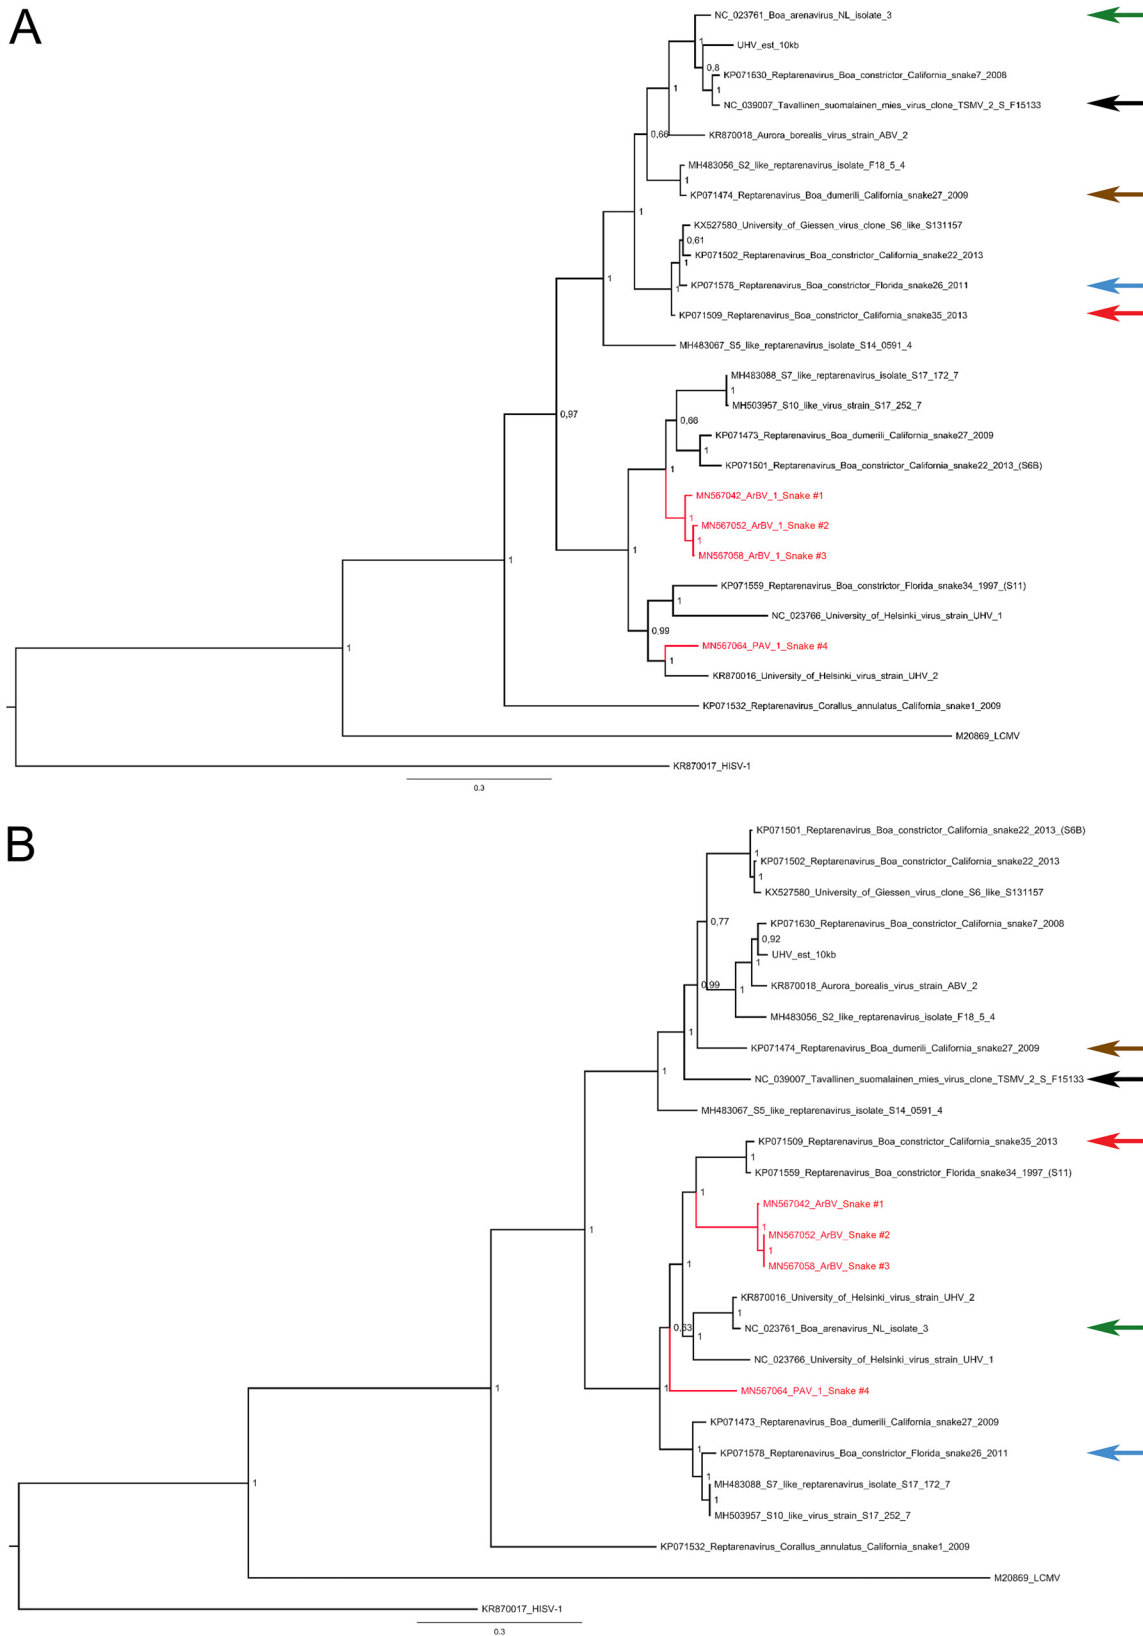 A
NC_023761_Boa_arenavirus_NL_isolate_3
1
UHV_est_10kb
0,8
KP071630_Reptarenavirus_Boa_constrictor_California_snake7_2008
1
1
NC_039007_Tavallinen_suomalainen_mies_virus_clone_TSMV_2_S_F15133
0,66
KR870018_Aurora_borealis_virus_strain_ABV_2
MH483056_S2_like_reptarenavirus_isolate_F18_5_4
1
KP071474_Reptarenavirus_Boa_dumerili_California_snake27_2009
1
KX527580_University_of_Giessen_virus_clone_S6_like_S131157
0,61
KP071502_Reptarenavirus_Boa_constrictor_California_snake22_2013
1
1
KP071578_Reptarenavirus_Boa_constrictor_Florida_snake26_2011
1
KP071509_Reptarenavirus_Boa_constrictor_California_snake35_2013
MH483067_S5_like_reptarenavirus_isolate_S14_0591_4
MH483088_S7_like_reptarenavirus_isolate_S17_172_7
1
MH503957_S10_like_virus_strain_S17_252_7
0,97
0,66
KP071473_Reptarenavirus_Boa_dumerili_California_snake27_2009
1
KP071501_Reptarenavirus_Boa_constrictor_California_snake22_2013_(S6B)
1
MN567042_ArBV_1_Snake #1
1
MN567052_ArBV_1_Snake #2
1
MN567058_ArBV_1_Snake #3
1
1
KP071559_Reptarenavirus_Boa_constrictor_Florida_snake34_1997_(S11)
1
NC_023766_University_of_Helsinki_virus_strain_UHV_1
0,99
MN567064_PAV_1_Snake #4
1
1
KR870016_University_of_Helsinki_virus_strain_UHV_2
KP071532_Reptarenavirus_Corallus_annulatus_California_snake1_2009
M20869_LCMV
KR870017_HISV-1
0.3
B
KP071501_Reptarenavirus_Boa_constrictor_California_snake22_2013_(S6B)
1
KP071502_Reptarenavirus_Boa_constrictor_California_snake22_2013
1
KX527580_University_of_Giessen_virus_clone_S6_like_S131157
0,77
KP071630_Reptarenavirus_Boa_constrictor_California_snake7_2008
0,92
UHV_est_10kb
1
0,99
KR870018_Aurora_borealis_virus_strain_ABV_2
1
MH483056_S2_like_reptarenavirus_isolate_F18_5_4
1
KP071474_Reptarenavirus_Boa_dumerili_California_snake27_2009
1
NC_039007_Tavallinen_suomalainen_mies_virus_clone_TSMV_2_S_F15133
MH483067_S5_like_reptarenavirus_isolate_S14_0591_4
KP071509_Reptarenavirus_Boa_constrictor_California_snake35_2013
1
KP071559_Reptarenavirus_Boa_constrictor_Florida_snake34_1997_(S11)
1
MN567042_ArBV_Snake #1
1
1
MN567052_ArBV_Snake #2
1
MN567058_ArBV_Snake #3
1
KR870016_University_of_Helsinki_virus_strain_UHV_2
1
0,63
NC_023761_Boa_arenavirus_NL_isolate_3
1
NC_023766_University_of_Helsinki_virus_strain_UHV_1
1
1
MN567064_PAV_1_Snake #4
KP071473_Reptarenavirus_Boa_dumerili_California_snake27_2009
1
KP071578_Reptarenavirus_Boa_constrictor_Florida_snake26_2011
1
1
MH483088_S7_like_reptarenavirus_isolate_S17_172_7
1
MH503957_S10_like_virus_strain_S17_252_7
KP071532_Reptarenavirus_Corallus_annulatus_California_snake1_2009
M20869_LCMV
KR870017_HISV-1
0.3